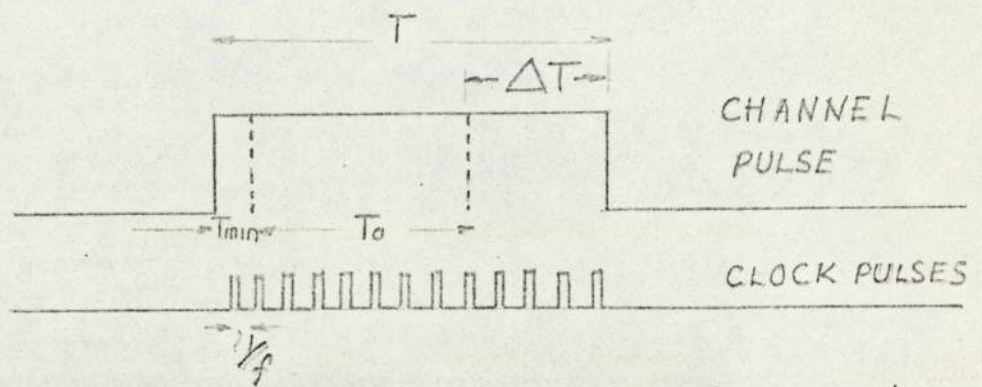 T
ΔT
CHANNEL
PULSE
Tmin
To
CLOCK PULSES
1/f